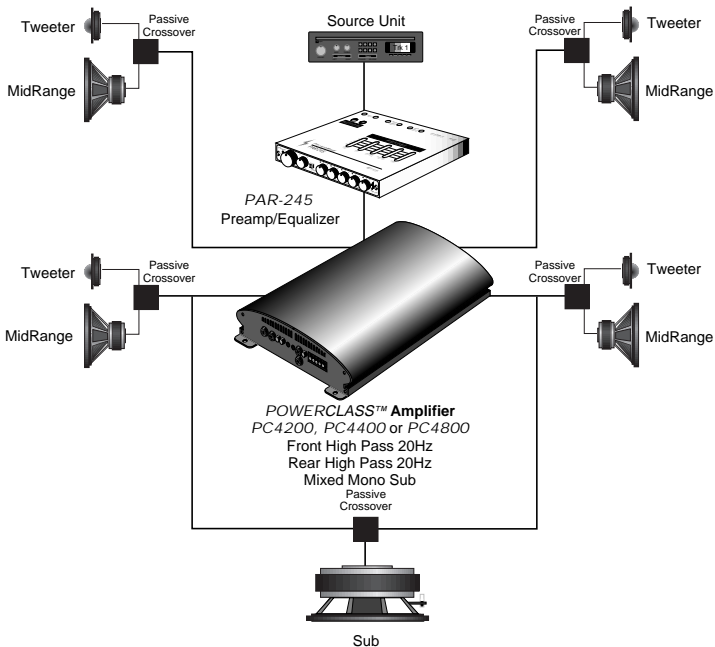 Source Unit
Tweeter
Passive
Crossover
MidRange
Passive
Crossover
Tweeter
MidRange
Trk 1
PAR-245
Preamp/Equalizer
Tweeter
Passive
Crossover
MidRange
Passive
Crossover
Tweeter
MidRange
POWERCLASS™ Amplifier
PC4200, PC4400 or PC4800
Front High Pass 20Hz
Rear High Pass 20Hz
Mixed Mono Sub
Passive
Crossover
Sub